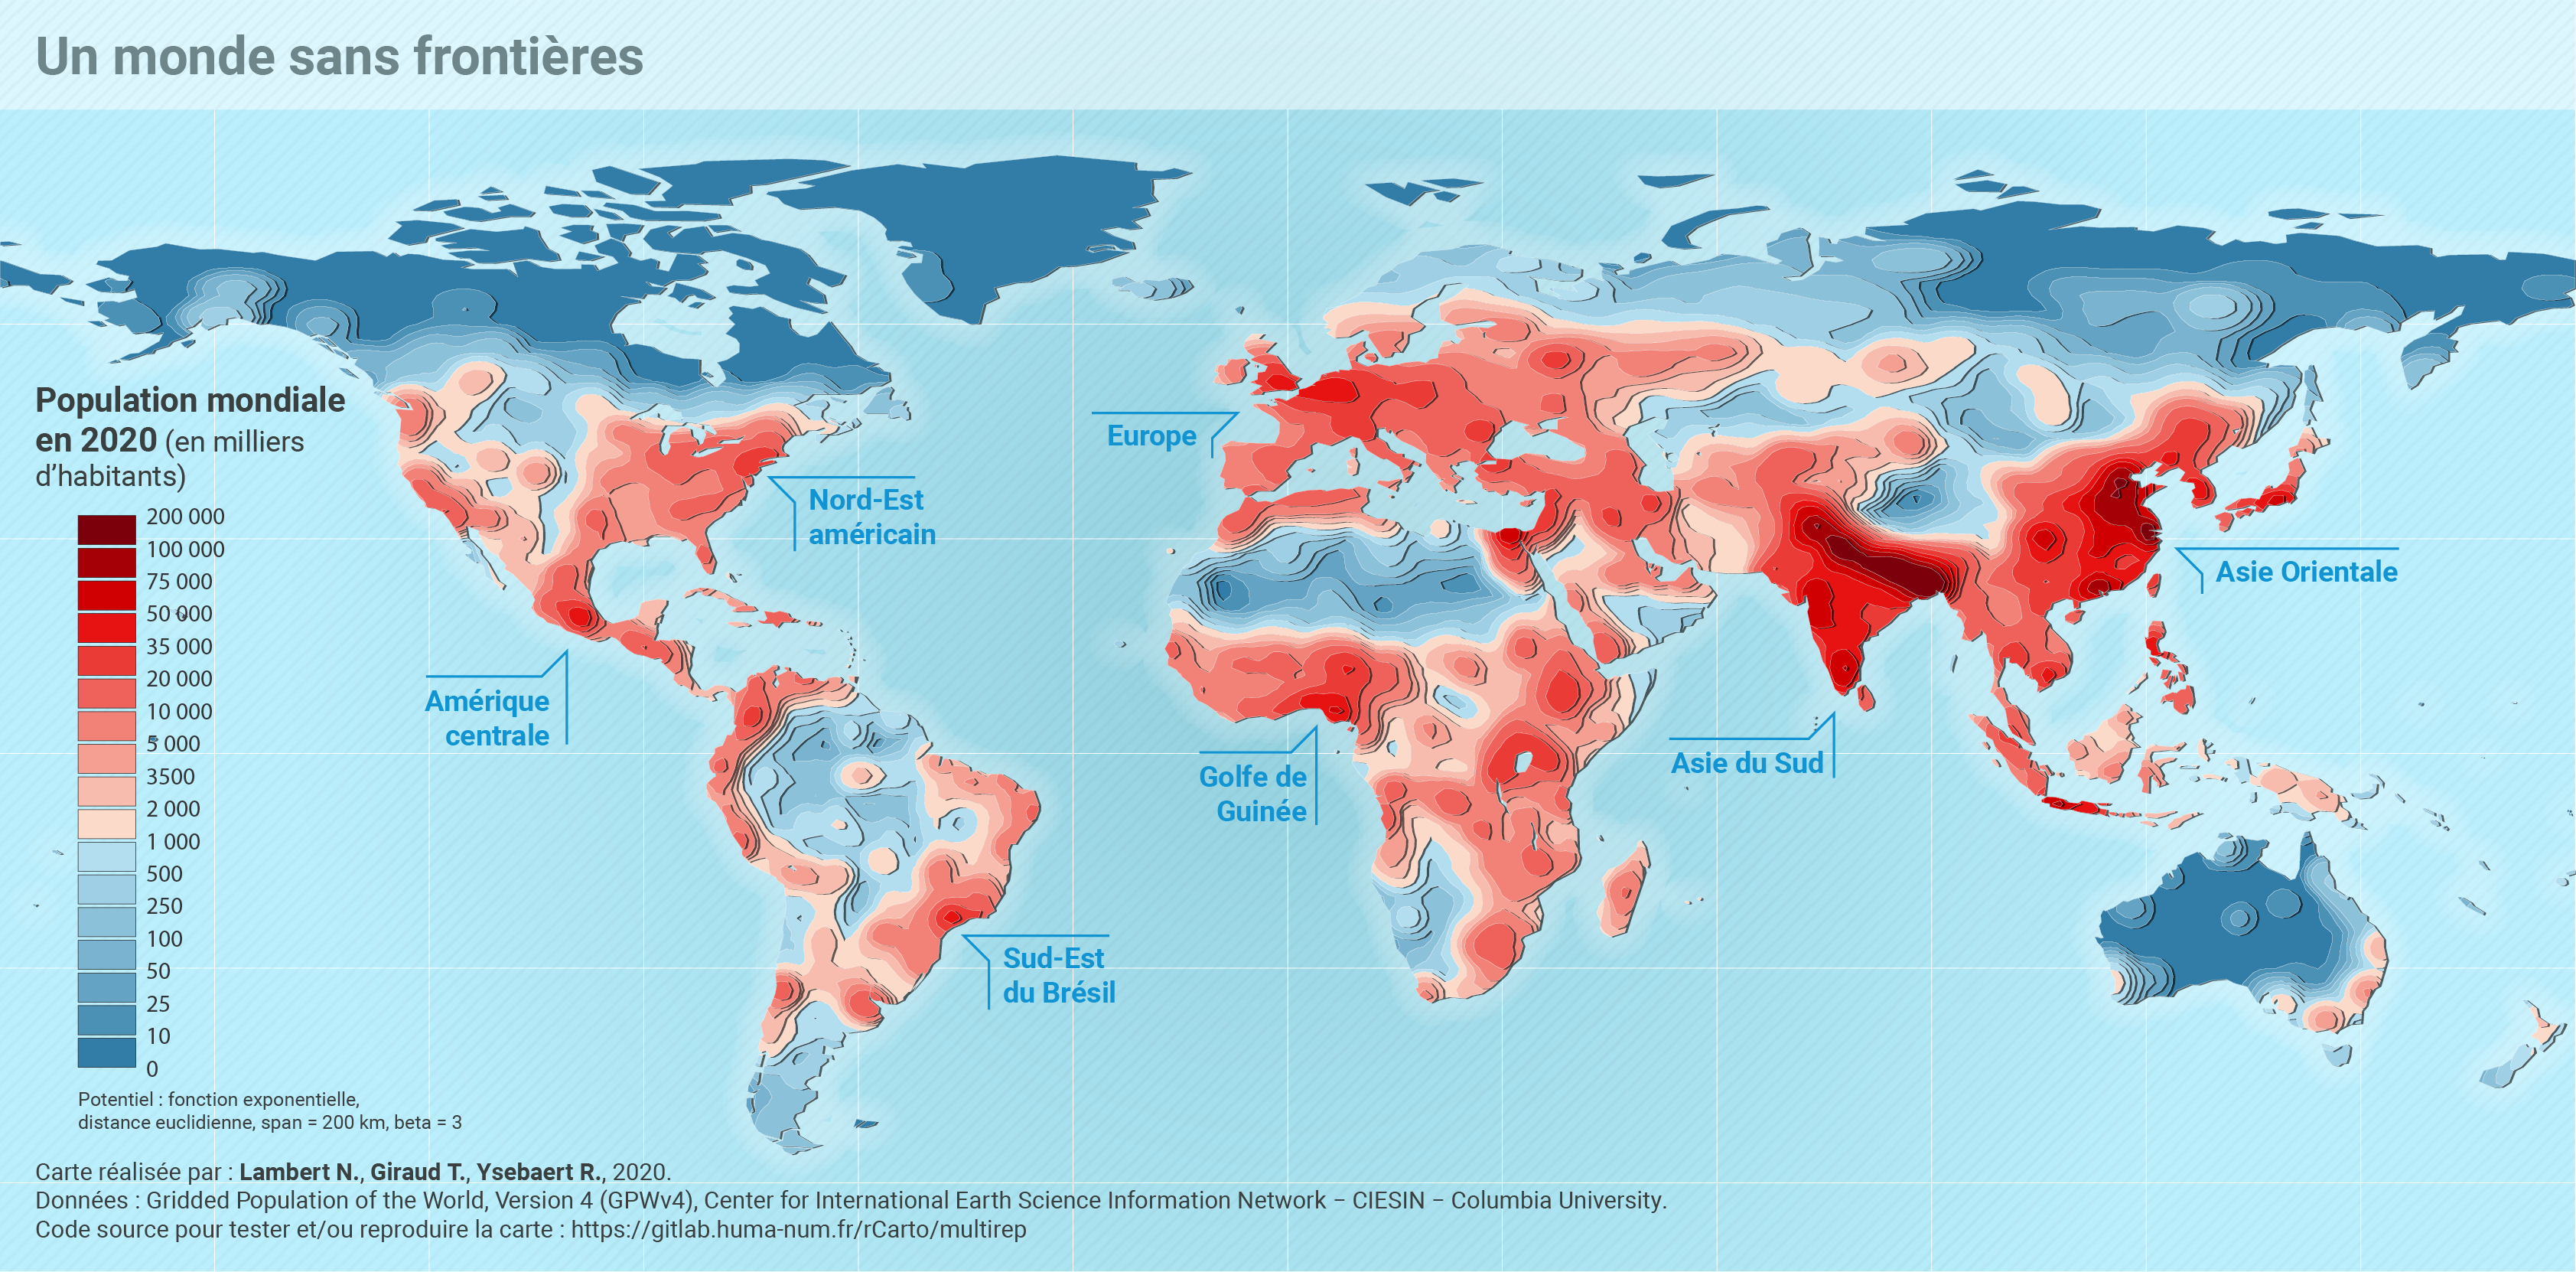 Un monde sans frontières
Population mondiale
en 2020 (en milliers
d’habitants)
200 000
100 000
75 000
50 000
35 000
20 000
10 000
5 000
3500
2 000
1 000
500
250
100
50
25
10
0
Potentiel : fonction exponentielle,
distance euclidienne, span = 200 km, beta = 3
Nord-Est
américain
Amérique
centrale
Sud-Est
du Brésil
Europe
Golfe de
Guinée
Asie du Sud
Asie Orientale
Carte réalisée par : Lambert N., Giraud T., Ysebaert R., 2020.
Données : Gridded Population of the World, Version 4 (GPWv4), Center for International Earth Science Information Network – CIESIN – Columbia University.
Code source pour tester et/ou reproduire la carte : https://gitlab.huma-num.fr/rCarto/multirep